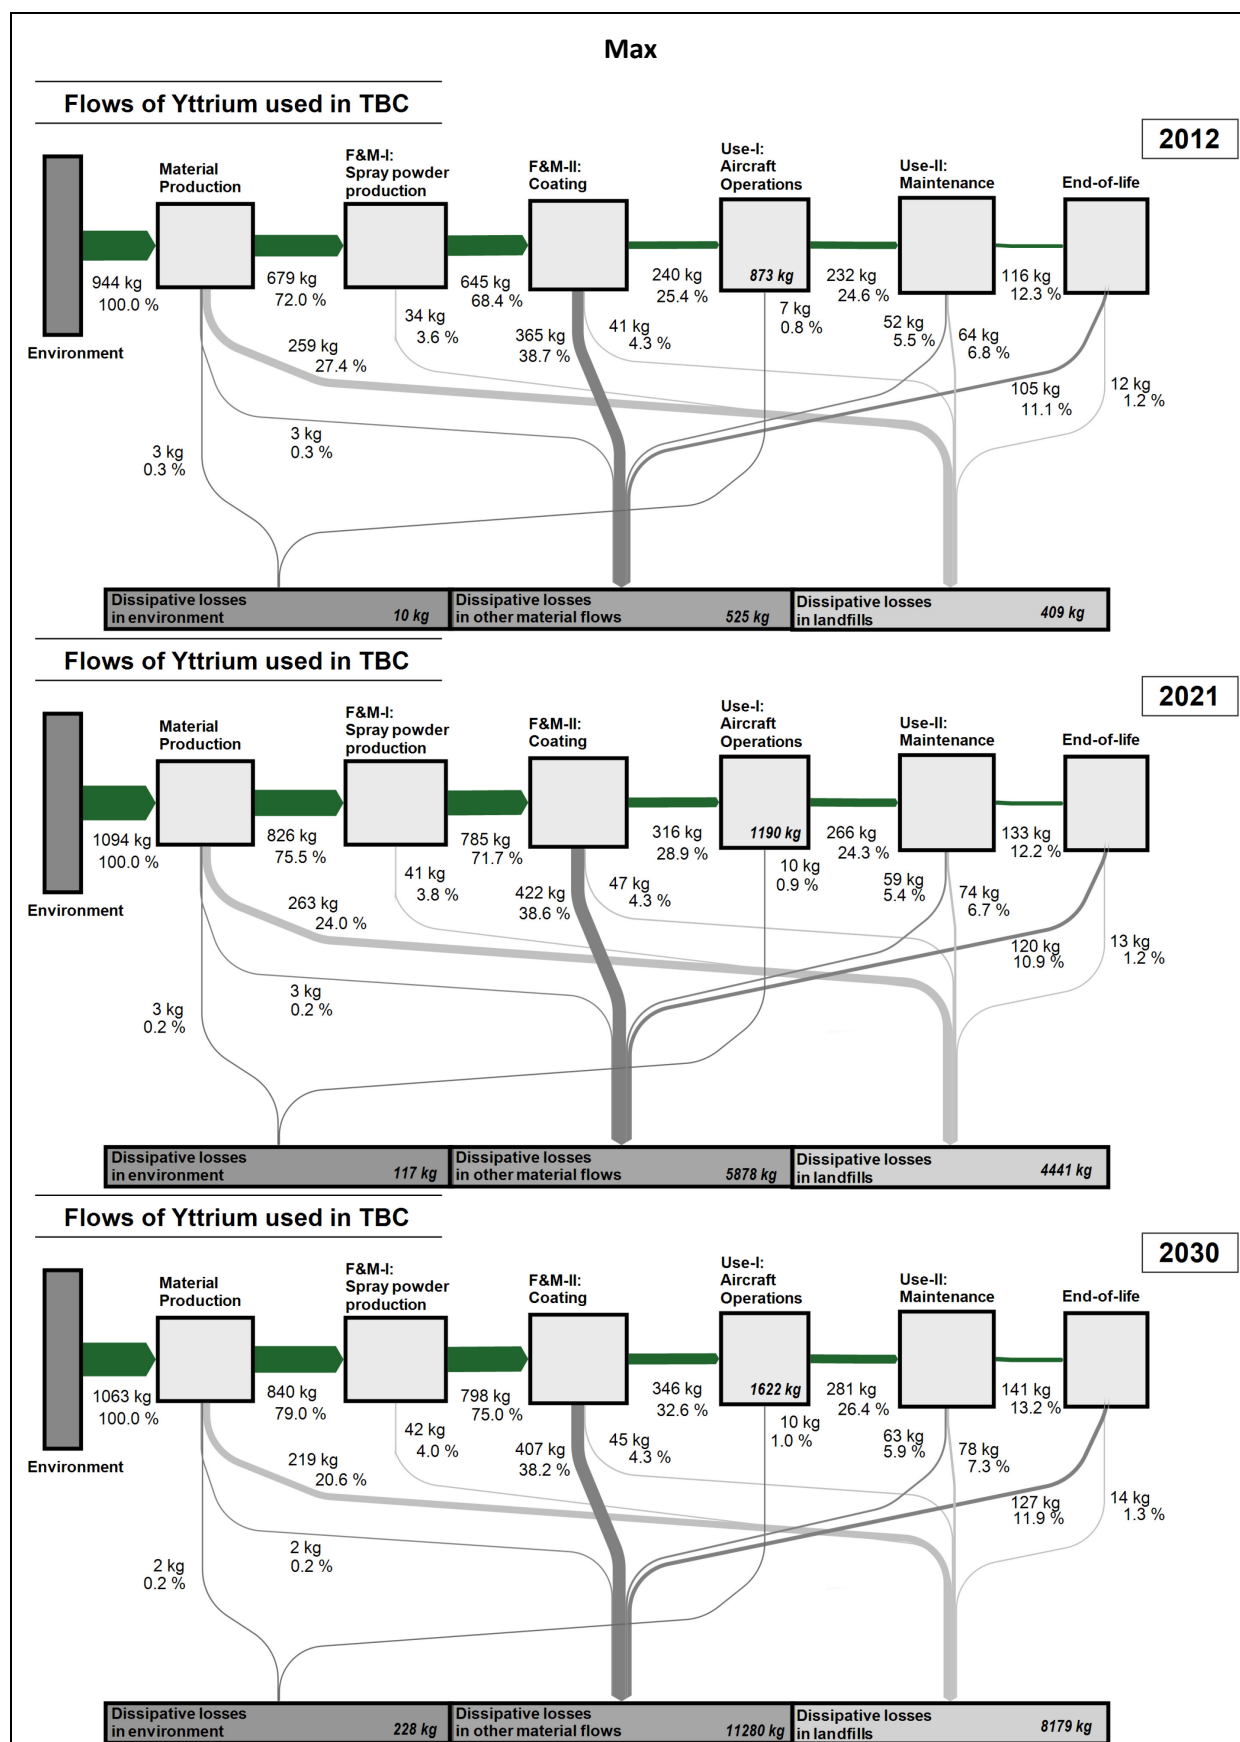 Max
Flows of Yttrium used in TBC
2012
Material
Production
F&M-I:
Spray powder
production
F&M-II:
Coating
Use-I:
Aircraft
Operations
Use-II:
Maintenance
End-of-life
944 kg
100.0 %
679 kg
72.0 %
645 kg
68.4 %
240 kg
25.4 %
873 kg
232 kg
24.6 %
116 kg
12.3 %
Environment
259 kg
27.4 %
34 kg
3.6 %
365 kg
38.7 %
41 kg
4.3 %
7 kg
0.8 %
52 kg
5.5 %
64 kg
6.8 %
105 kg
11.1 %
12 kg
1.2 %
3 kg
0.3 %
3 kg
0.3 %
Dissipative losses
in environment
10 kg
Dissipative losses
in other material flows
525 kg
Dissipative losses
in landfills
409 kg
Flows of Yttrium used in TBC
2021
Material
Production
F&M-I:
Spray powder
production
F&M-II:
Coating
Use-I:
Aircraft
Operations
Use-II:
Maintenance
End-of-life
1094 kg
100.0 %
826 kg
75.5 %
785 kg
71.7 %
316 kg
28.9 %
1190 kg
266 kg
24.3 %
133 kg
12.2 %
Environment
263 kg
24.0 %
41 kg
3.8 %
422 kg
38.6 %
47 kg
4.3 %
10 kg
0.9 %
59 kg
5.4 %
74 kg
6.7 %
120 kg
10.9 %
13 kg
1.2 %
3 kg
0.2 %
3 kg
0.2 %
Dissipative losses
in environment
117 kg
Dissipative losses
in other material flows
5878 kg
Dissipative losses
in landfills
4441 kg
Flows of Yttrium used in TBC
2030
Material
Production
F&M-I:
Spray powder
production
F&M-II:
Coating
Use-I:
Aircraft
Operations
Use-II:
Maintenance
End-of-life
1063 kg
100.0 %
840 kg
79.0 %
798 kg
75.0 %
346 kg
32.6 %
1622 kg
281 kg
26.4 %
141 kg
13.2 %
Environment
219 kg
20.6 %
42 kg
4.0 %
407 kg
38.2 %
45 kg
4.3 %
10 kg
1.0 %
63 kg
5.9 %
78 kg
7.3 %
127 kg
11.9 %
14 kg
1.3 %
2 kg
0.2 %
2 kg
0.2 %
Dissipative losses
in environment
228 kg
Dissipative losses
in other material flows
11280 kg
Dissipative losses
in landfills
8179 kg